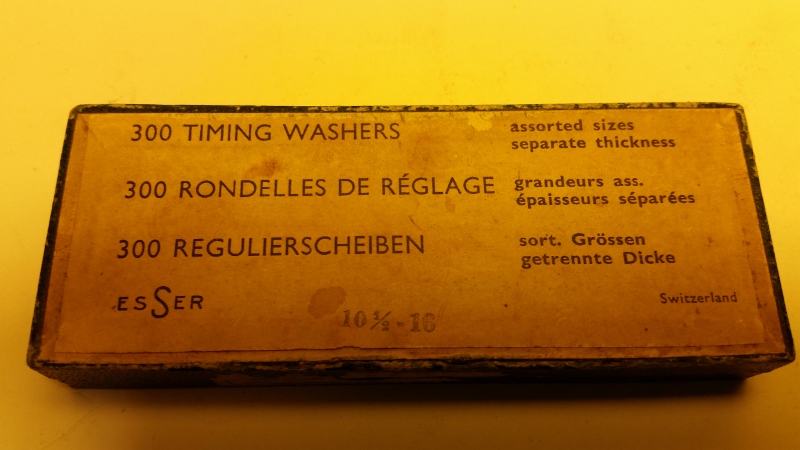 300 TIMING WASHERS assorted sizes
separate thickness
300 RONDELLES DE RÉGLAGE grandeurs ass.
épaisseurs séparées
300 REGULIERSCHEIBEN sort. Grössen
getrennte Dicke
ESSER Switzerland
10½-16